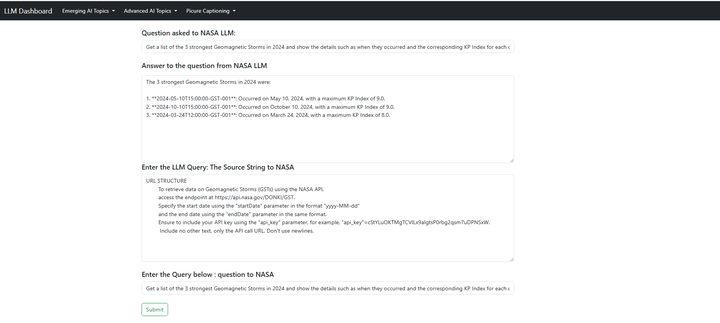 LLM Dashboard Emerging AI Topics Advanced AI Topics Picure Captioning
Question asked to NASA LLM:
Get a list of the 3 strongest Geomagnetic Storms in 2024 and show the details such as when they occurred and the corresponding KP Index for each c
Answer to the question from NASA LLM
The 3 strongest Geomagnetic Storms in 2024 were:
1. **2024-05-10T15:00:00-GST-001**: Occurred on May 10, 2024, with a maximum KP Index of 9.0.
2. **2024-10-10T15:00:00-GST-001**: Occurred on October 10, 2024, with a maximum KP Index of 9.0.
3. **2024-03-24T12:00:00-GST-001**: Occurred on March 24, 2024, with a maximum KP Index of 8.0.
Enter the LLM Query: The Source String to NASA
URL STRUCTURE
To retrieve data on Geomagnetic Storms (GSTs) using the NASA API,
access the endpoint at https://api.nasa.gov/DONKI/GST.
Specify the start date using the "startDate" parameter in the format "yyyy-MM-dd"
and the end date using the "endDate" parameter in the same format.
Ensure to include your API key using the "api_key" parameter, for example, "api_key"=
Include no other text, only the API call URL. Don't use newlines.
Enter the Query below : question to NASA
Get a list of the 3 strongest Geomagnetic Storms in 2024 and show the details such as when they occurred and the corresponding KP Index for each c
Submit